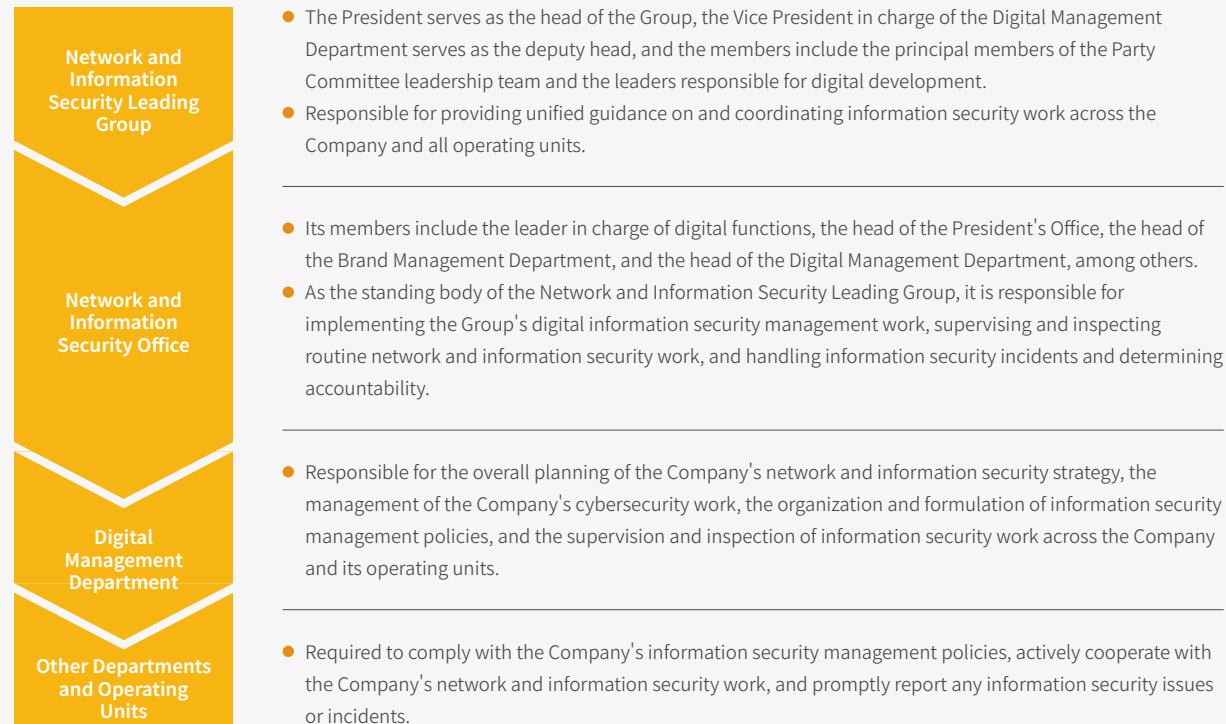 Network and
Information
Security Leading
Group
● The President serves as the head of the Group, the Vice President in charge of the Digital Management
Department serves as the deputy head, and the members include the principal members of the Party
Committee leadership team and the leaders responsible for digital development.
● Responsible for providing unified guidance on and coordinating information security work across the
Company and all operating units.
Network and
Information
Security Office
● Its members include the leader in charge of digital functions, the head of the President's Office, the head of
the Brand Management Department, and the head of the Digital Management Department, among others.
● As the standing body of the Network and Information Security Leading Group, it is responsible for
implementing the Group's digital information security management work, supervising and inspecting
routine network and information security work, and handling information security incidents and determining
accountability.
Digital
Management
Department
● Responsible for the overall planning of the Company's network and information security strategy, the
management of the Company's cybersecurity work, the organization and formulation of information security
management policies, and the supervision and inspection of information security work across the Company
and its operating units.
Other Departments
and Operating
Units
● Required to comply with the Company's information security management policies, actively cooperate with
the Company's network and information security work, and promptly report any information security issues
or incidents.